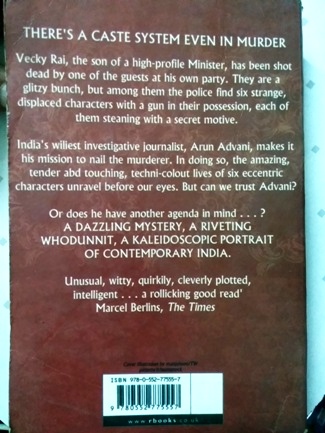 THERE'S A CASTE SYSTEM EVEN IN MURDER
Vecky Rai, the son of a high-profile Minister, has been shot
dead by one of the guests at his own party. They are a
glitzy bunch, but among them the police find six strange,
displaced characters with a gun in their possession, each of
them steaning with a secret motive.
India's wiliest investigative journalist, Arun Advani, makes it
his mission to nail the murderer. In doing so, the amazing,
tender abd touching, techni-colout lives of six eccentric
characters unravel before our eyes. But can we trust Advani?
Or does he have another agenda in mind . . . ?
A DAZZLING MYSTERY, A RIVETING
WHODUNNIT, A KALEIDOSCOPIC PORTRAIT
OF CONTEMPORARY INDIA.
Unusual, witty, quirkily, cleverly plotted,
intelligent . . . a rollicking good read'
Marcel Berlins, The Times
ISBN 978-0-552-77555-7
9 780552 775557
www.rbooks.co.uk